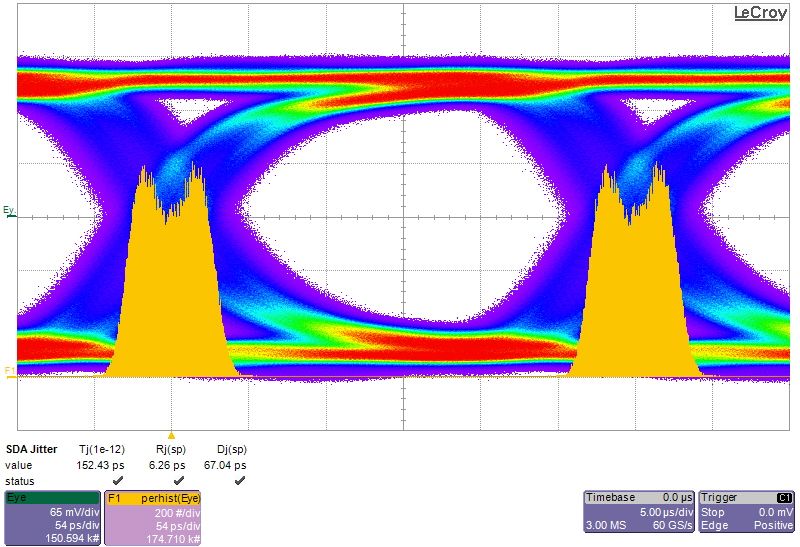 LeCroy
Ey.
F1
SDA Jitter Tj(1e-12) Rj(sp) Dj(sp)
value 152.43 ps 6.26 ps 67.04 ps
status ✔ ✔ ✔
Eye
65 mV/div
54 ps/div
150.594 k#
F1 perhist(Eye)
200 #/div
54 ps/div
174.710 k#
Timebase 0.0 µs
5.00 µs/div
3.00 MS 60 GS/s
Trigger C1
Stop 0.0 mV
Edge Positive